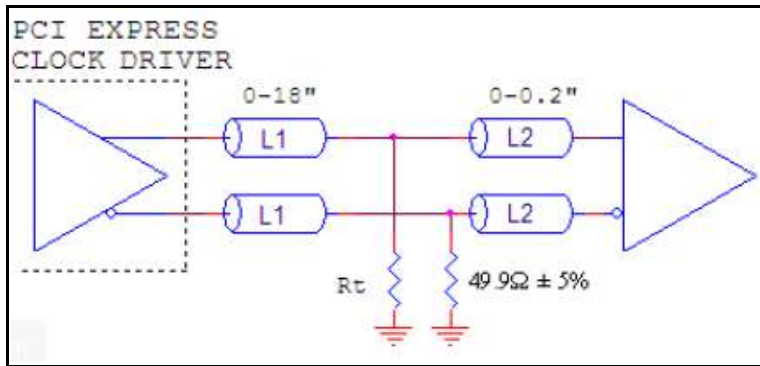 PCI EXPRESS
CLOCK DRIVER
0-18" 0-0.2"
L1 L2
L1 L2
Rt 49.9Ω ± 5%